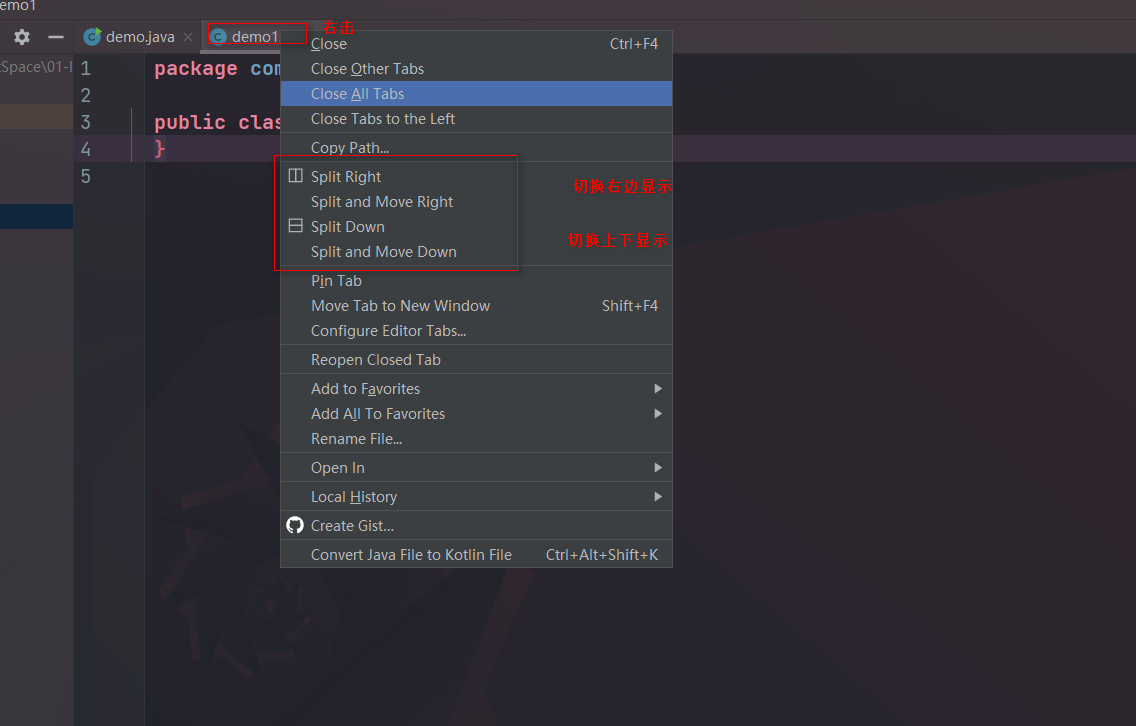 emo1
demo.java
demo1
右击
Space\01-
1 package com
2
3 public clas
4 }
5
Close Ctrl+F4
Close Other Tabs
Close All Tabs
Close Tabs to the Left
Copy Path...
Split Right
切换右边显示
Split and Move Right
Split Down
切换上下显示
Split and Move Down
Pin Tab
Move Tab to New Window Shift+F4
Configure Editor Tabs...
Reopen Closed Tab
Add to Favorites
Add All To Favorites
Rename File...
Open In
Local History
Create Gist...
Convert Java File to Kotlin File Ctrl+Alt+Shift+K